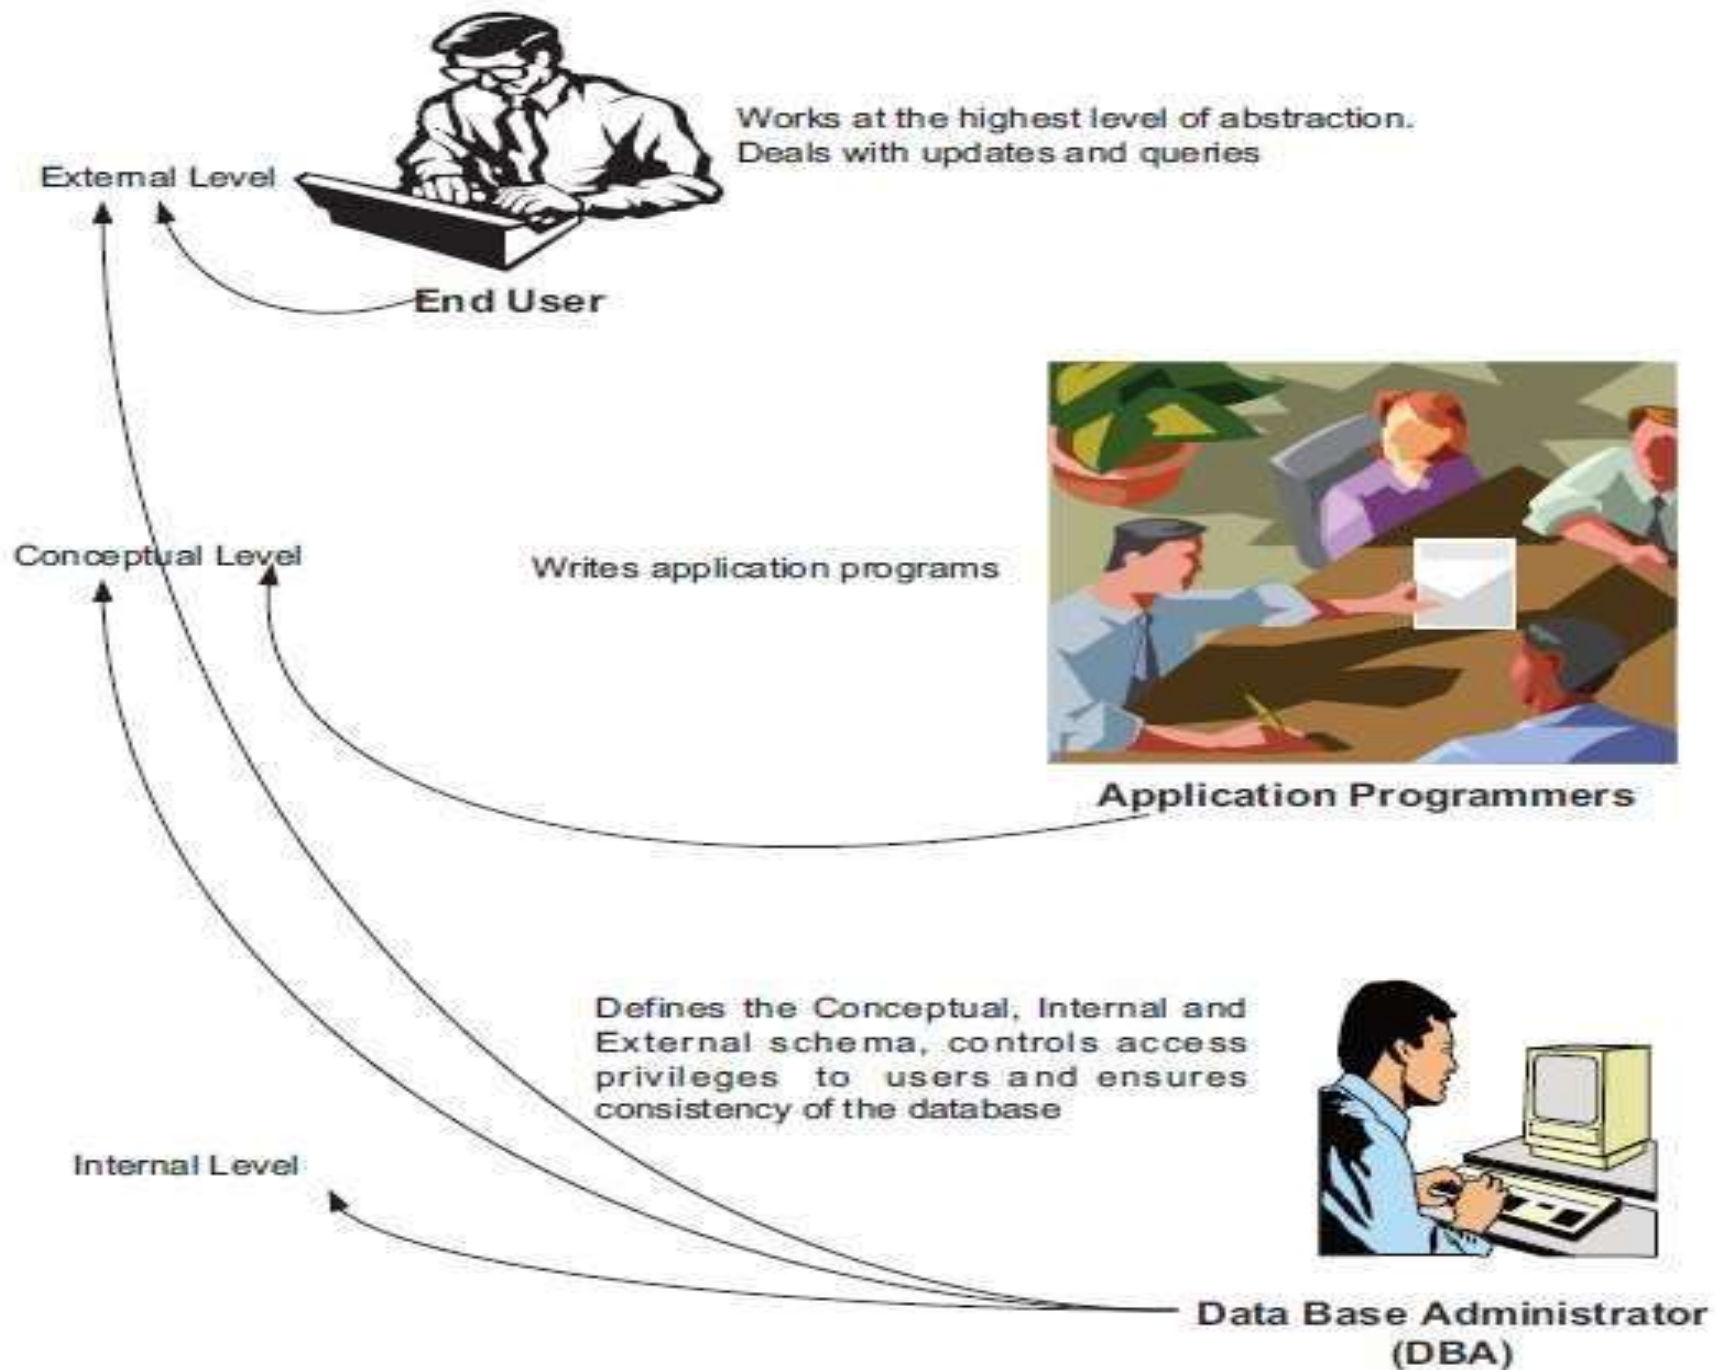 Works at the highest level of abstraction.
Deals with updates and queries
External Level
End User
Conceptual Level
Writes application programs
Application Programmers
Defines the Conceptual, Internal and
External schema, controls access
privileges to users and ensures
consistency of the database
Internal Level
Data Base Administrator
(DBA)